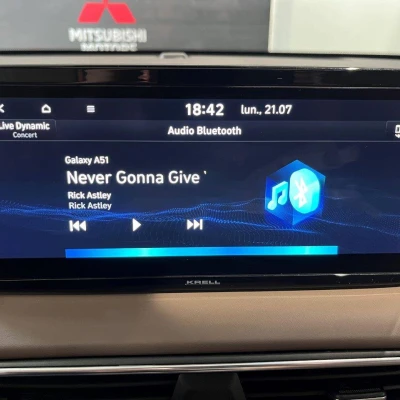 MITSUBISHI
MOTORS
18:42 lun., 21.07
Live Dynamic
Concert
Audio Bluetooth
Galaxy A51
Never Gonna Give
Rick Astley
Rick Astley
KRELL